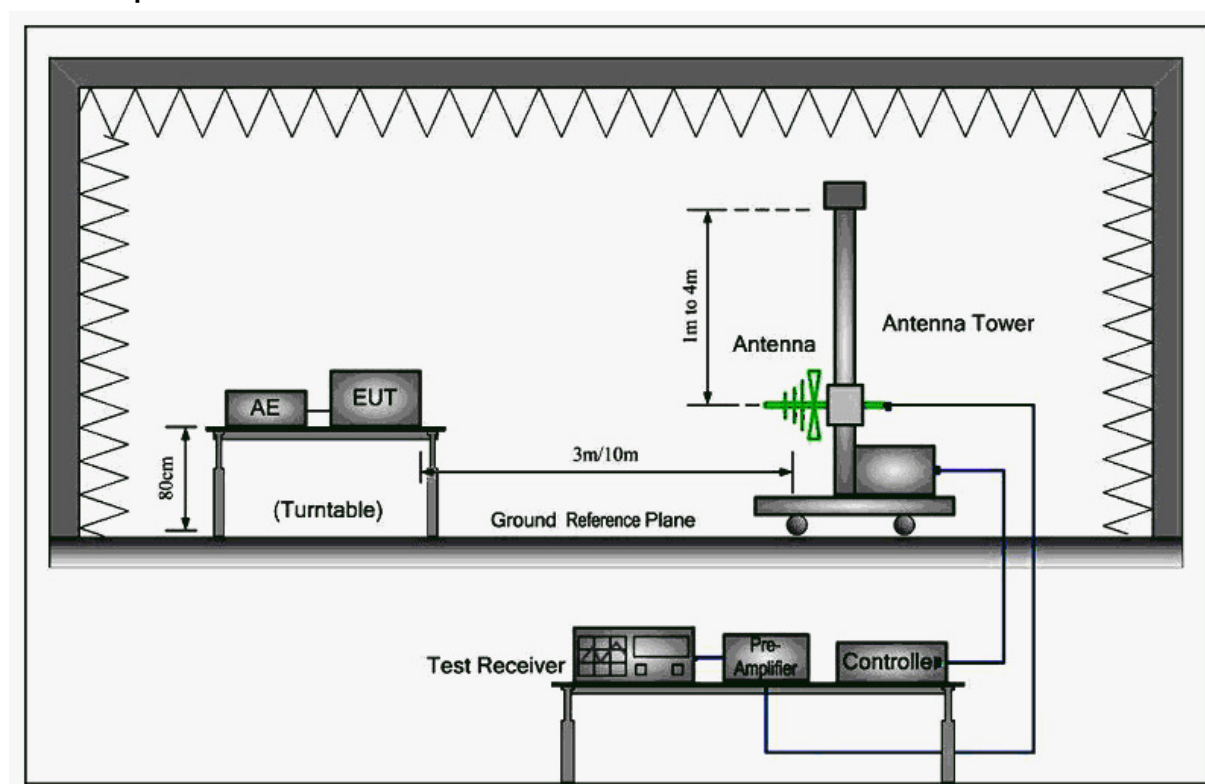 1m to 4m
Antenna Tower
Antenna
AE
EUT
3m/10m
80cm
(Turntable)
Ground Reference Plane
Test Receiver
Pre-
Amplifier
Controller